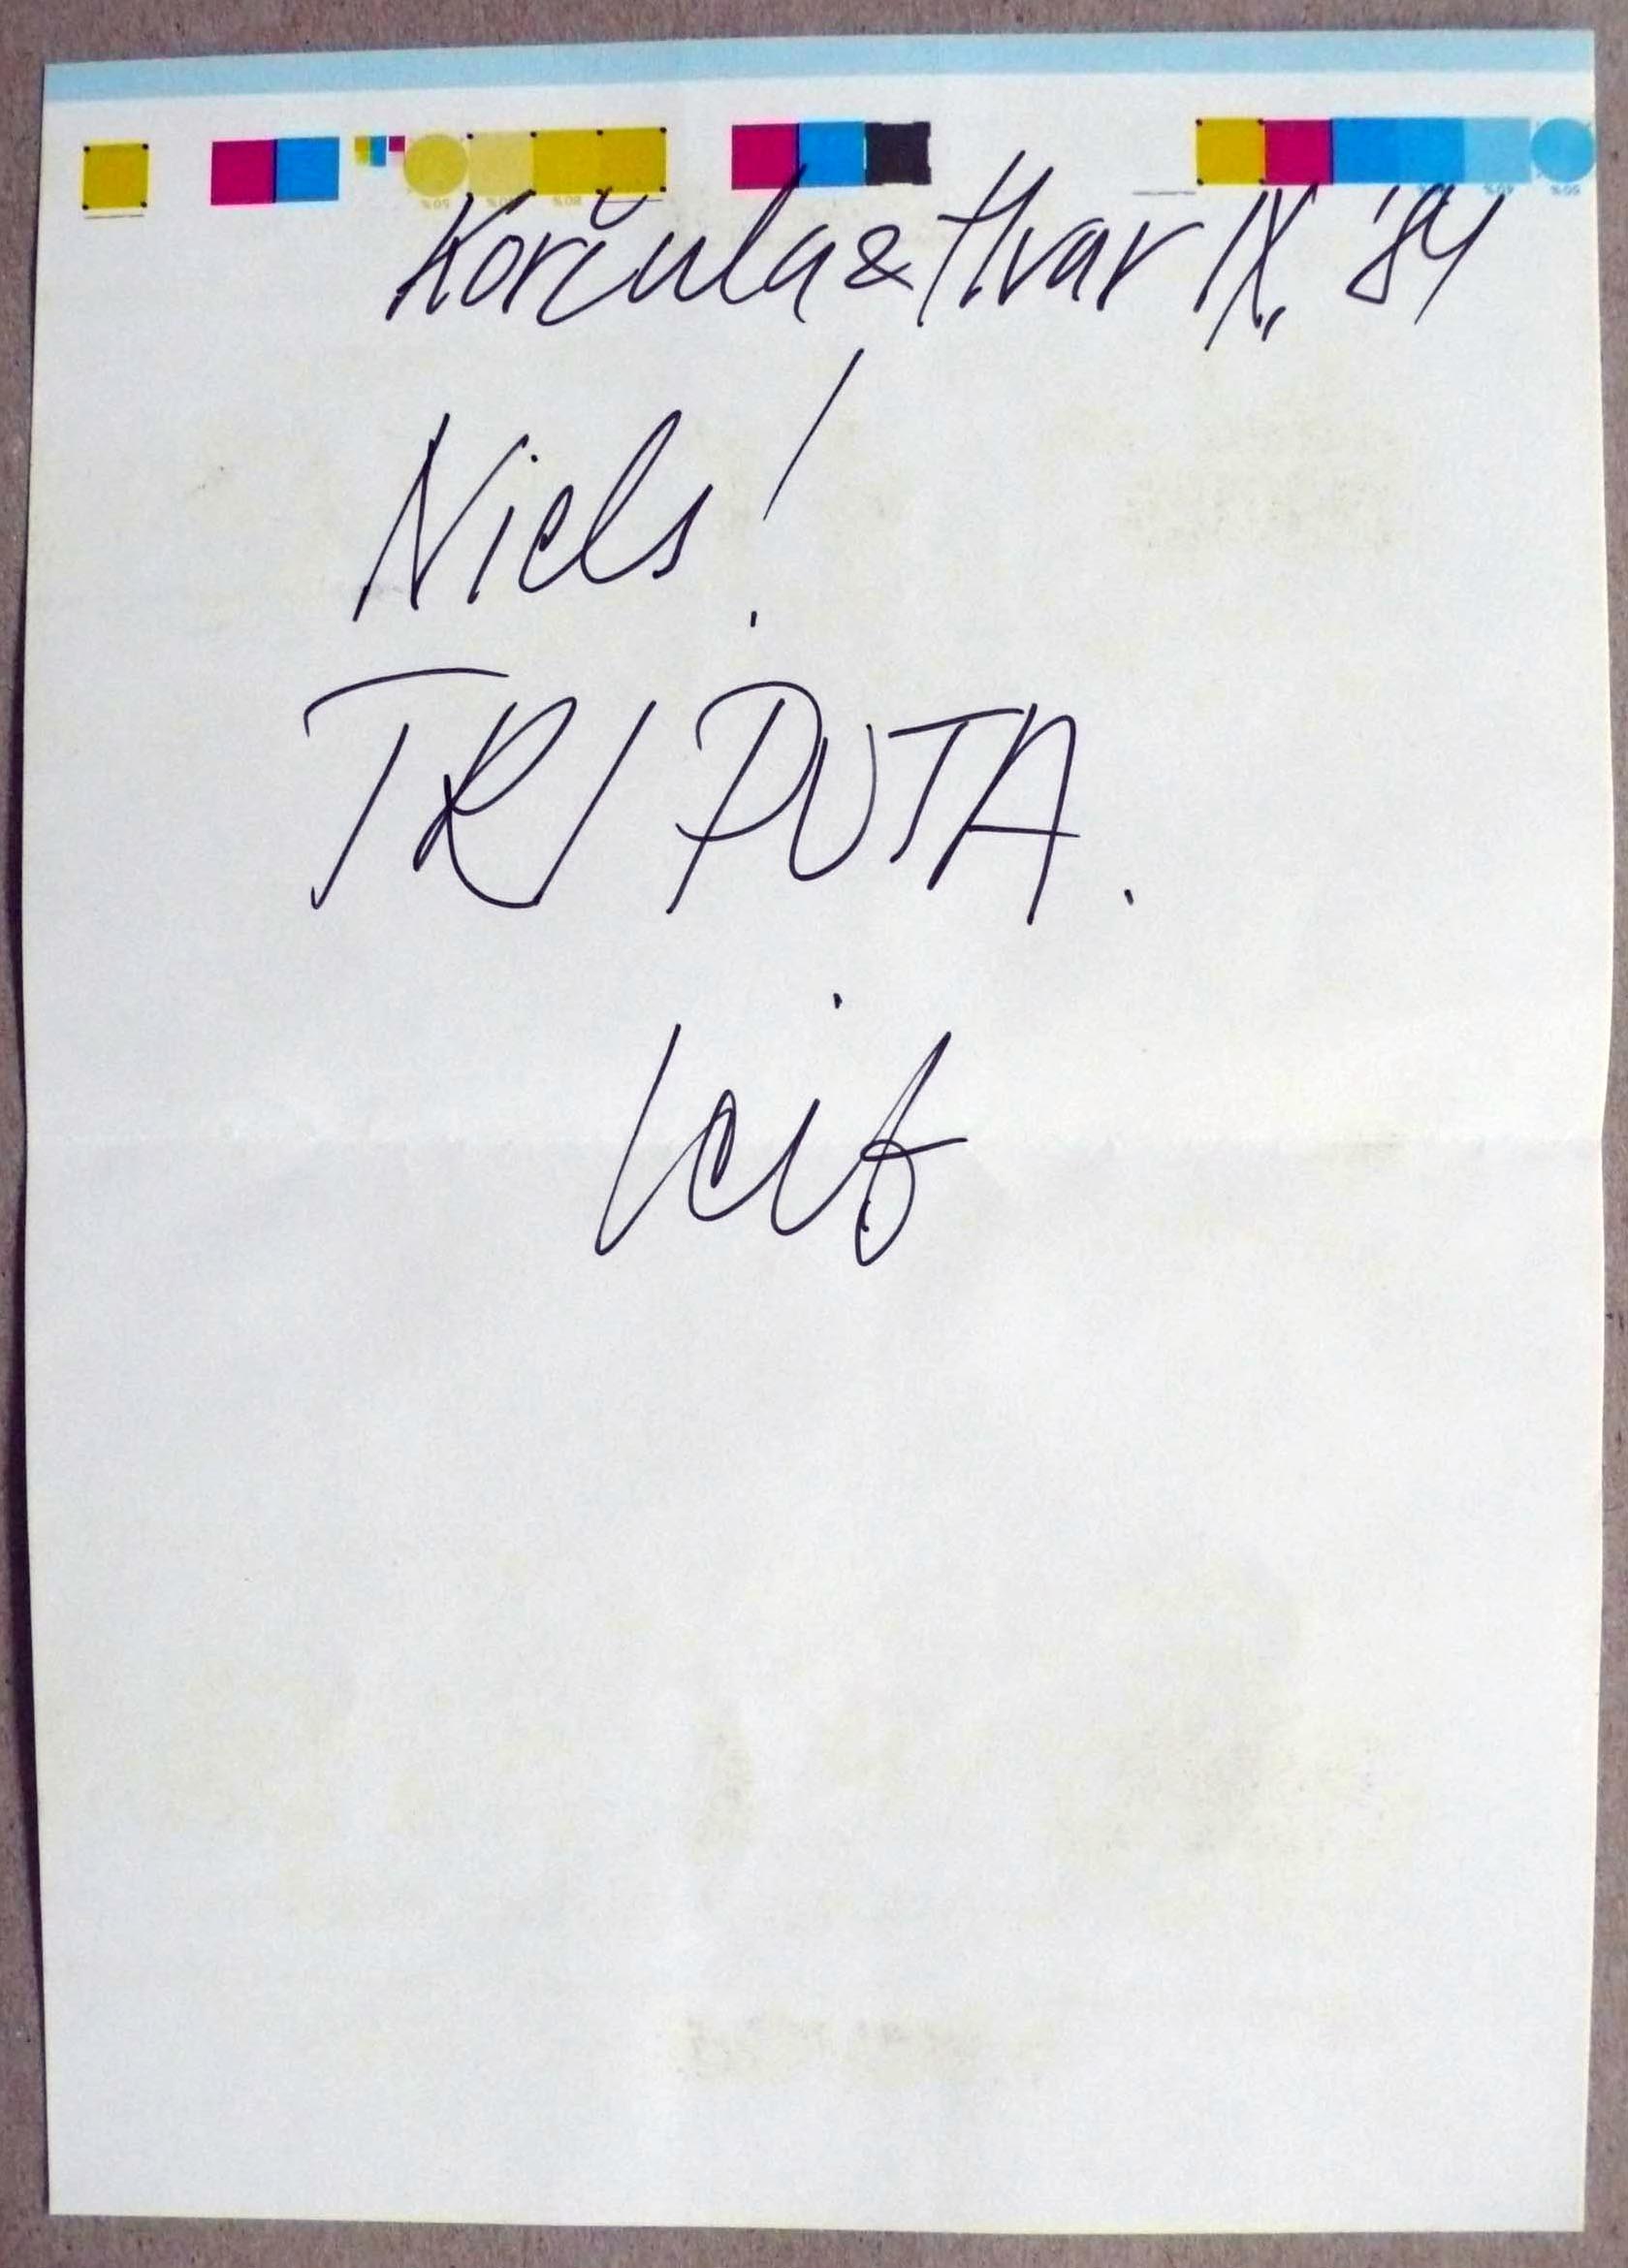 Korčula & Hvar IX, '84
Niels!
TRI PUTA.
Leif